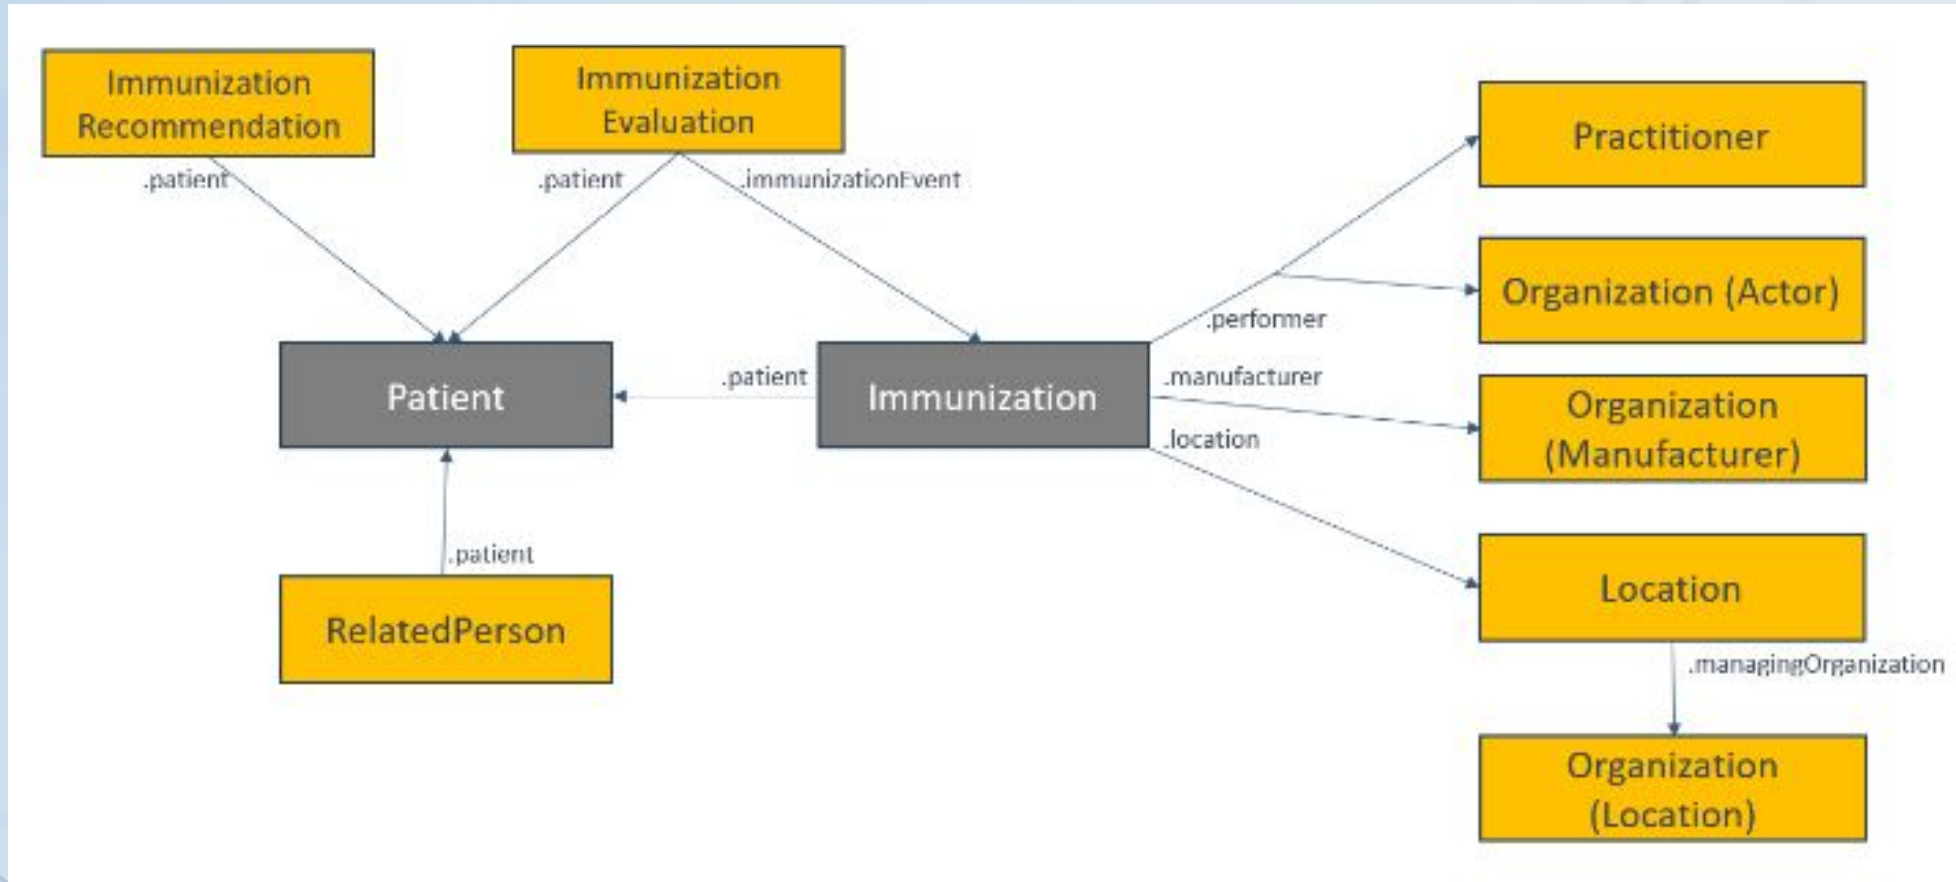 Immunization
Recommendation
Immunization
Evaluation
.patient
.patient
.immunizationEvent
Practitioner
Organization (Actor)
.performer
Patient
.patient
Immunization
.manufacturer
Organization
(Manufacturer)
.location
.patient
RelatedPerson
Location
.managingOrganization
Organization
(Location)